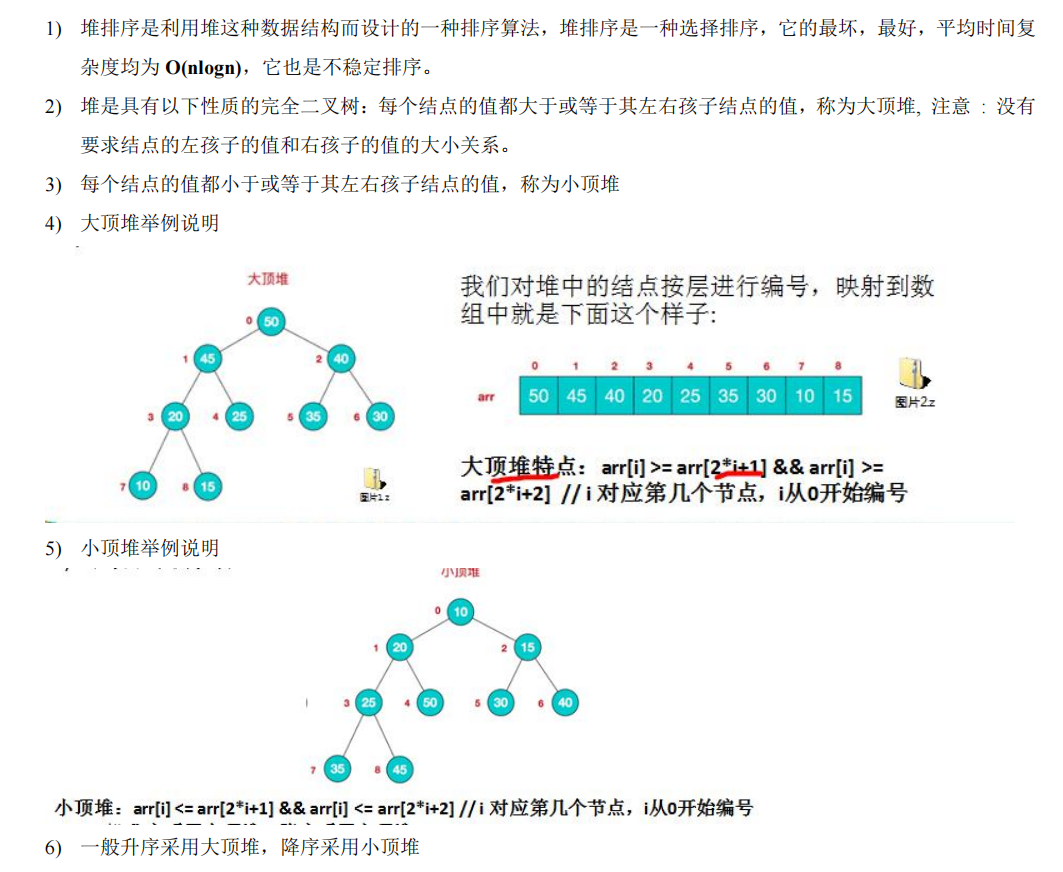 1) 堆排序是利用堆这种数据结构而设计的一种排序算法，堆排序是一种选择排序，它的最坏，最好，平均时间复
杂度均为 O(nlogn)，它也是不稳定排序。
2) 堆是具有以下性质的完全二叉树：每个结点的值都大于或等于其左右孩子结点的值，称为大顶堆, 注意 : 没有
要求结点的左孩子的值和右孩子的值的大小关系。
3) 每个结点的值都小于或等于其左右孩子结点的值，称为小顶堆
4) 大顶堆举例说明
大顶堆
0 50
1 45 2 40
3 20 4 25 5 35 6 30
7 10 8 15
图片1.z
我们对堆中的结点按层进行编号，映射到数
组中就是下面这个样子:
0 1 2 3 4 5 6 7 8
arr 50 45 40 20 25 35 30 10 15
图片2.z
大顶堆特点：arr[i] >= arr[2*i+1] && arr[i] >=
arr[2*i+2] // i 对应第几个节点，i从0开始编号
5) 小顶堆举例说明
小顶堆
0 10
1 20 2 15
3 25 4 50 5 30 6 40
7 35 8 45
小顶堆：arr[i] <= arr[2*i+1] && arr[i] <= arr[2*i+2] // i 对应第几个节点，i从0开始编号
6) 一般升序采用大顶堆，降序采用小顶堆